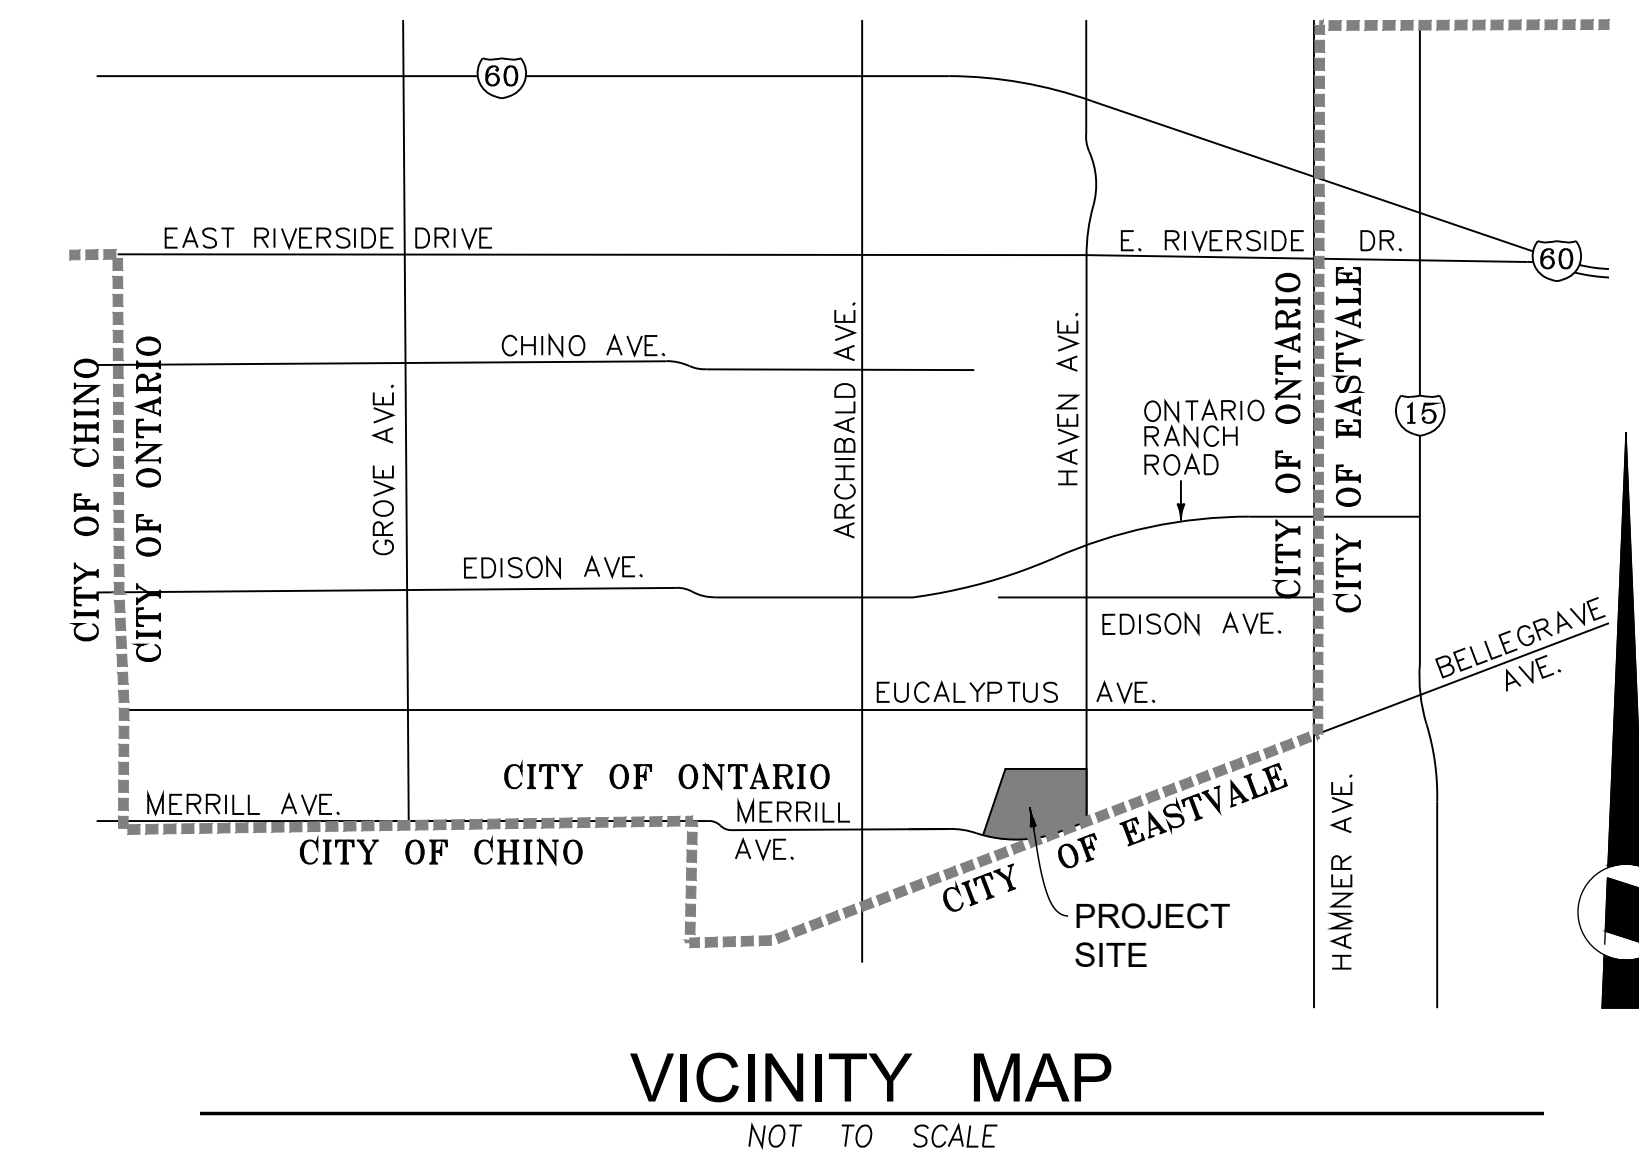 60
EAST RIVERSIDE DRIVE
E. RIVERSIDE DR.
60
CHINO AVE.
ARCHIBALD AVE.
HAVEN AVE.
CITY OF ONTARIO
CITY OF EASTVALE
CITY OF CHINO
CITY OF ONTARIO
GROVE AVE.
ONTARIO
RANCH
ROAD
15
EDISON AVE.
EDISON AVE.
BELLEGRAVE
AVE.
EUCALYPTUS AVE.
CITY OF ONTARIO
MERRILL AVE.
MERRILL
AVE.
CITY OF CHINO
CITY OF EASTVALE
HAMNER AVE.
PROJECT
SITE
VICINITY MAP
NOT TO SCALE